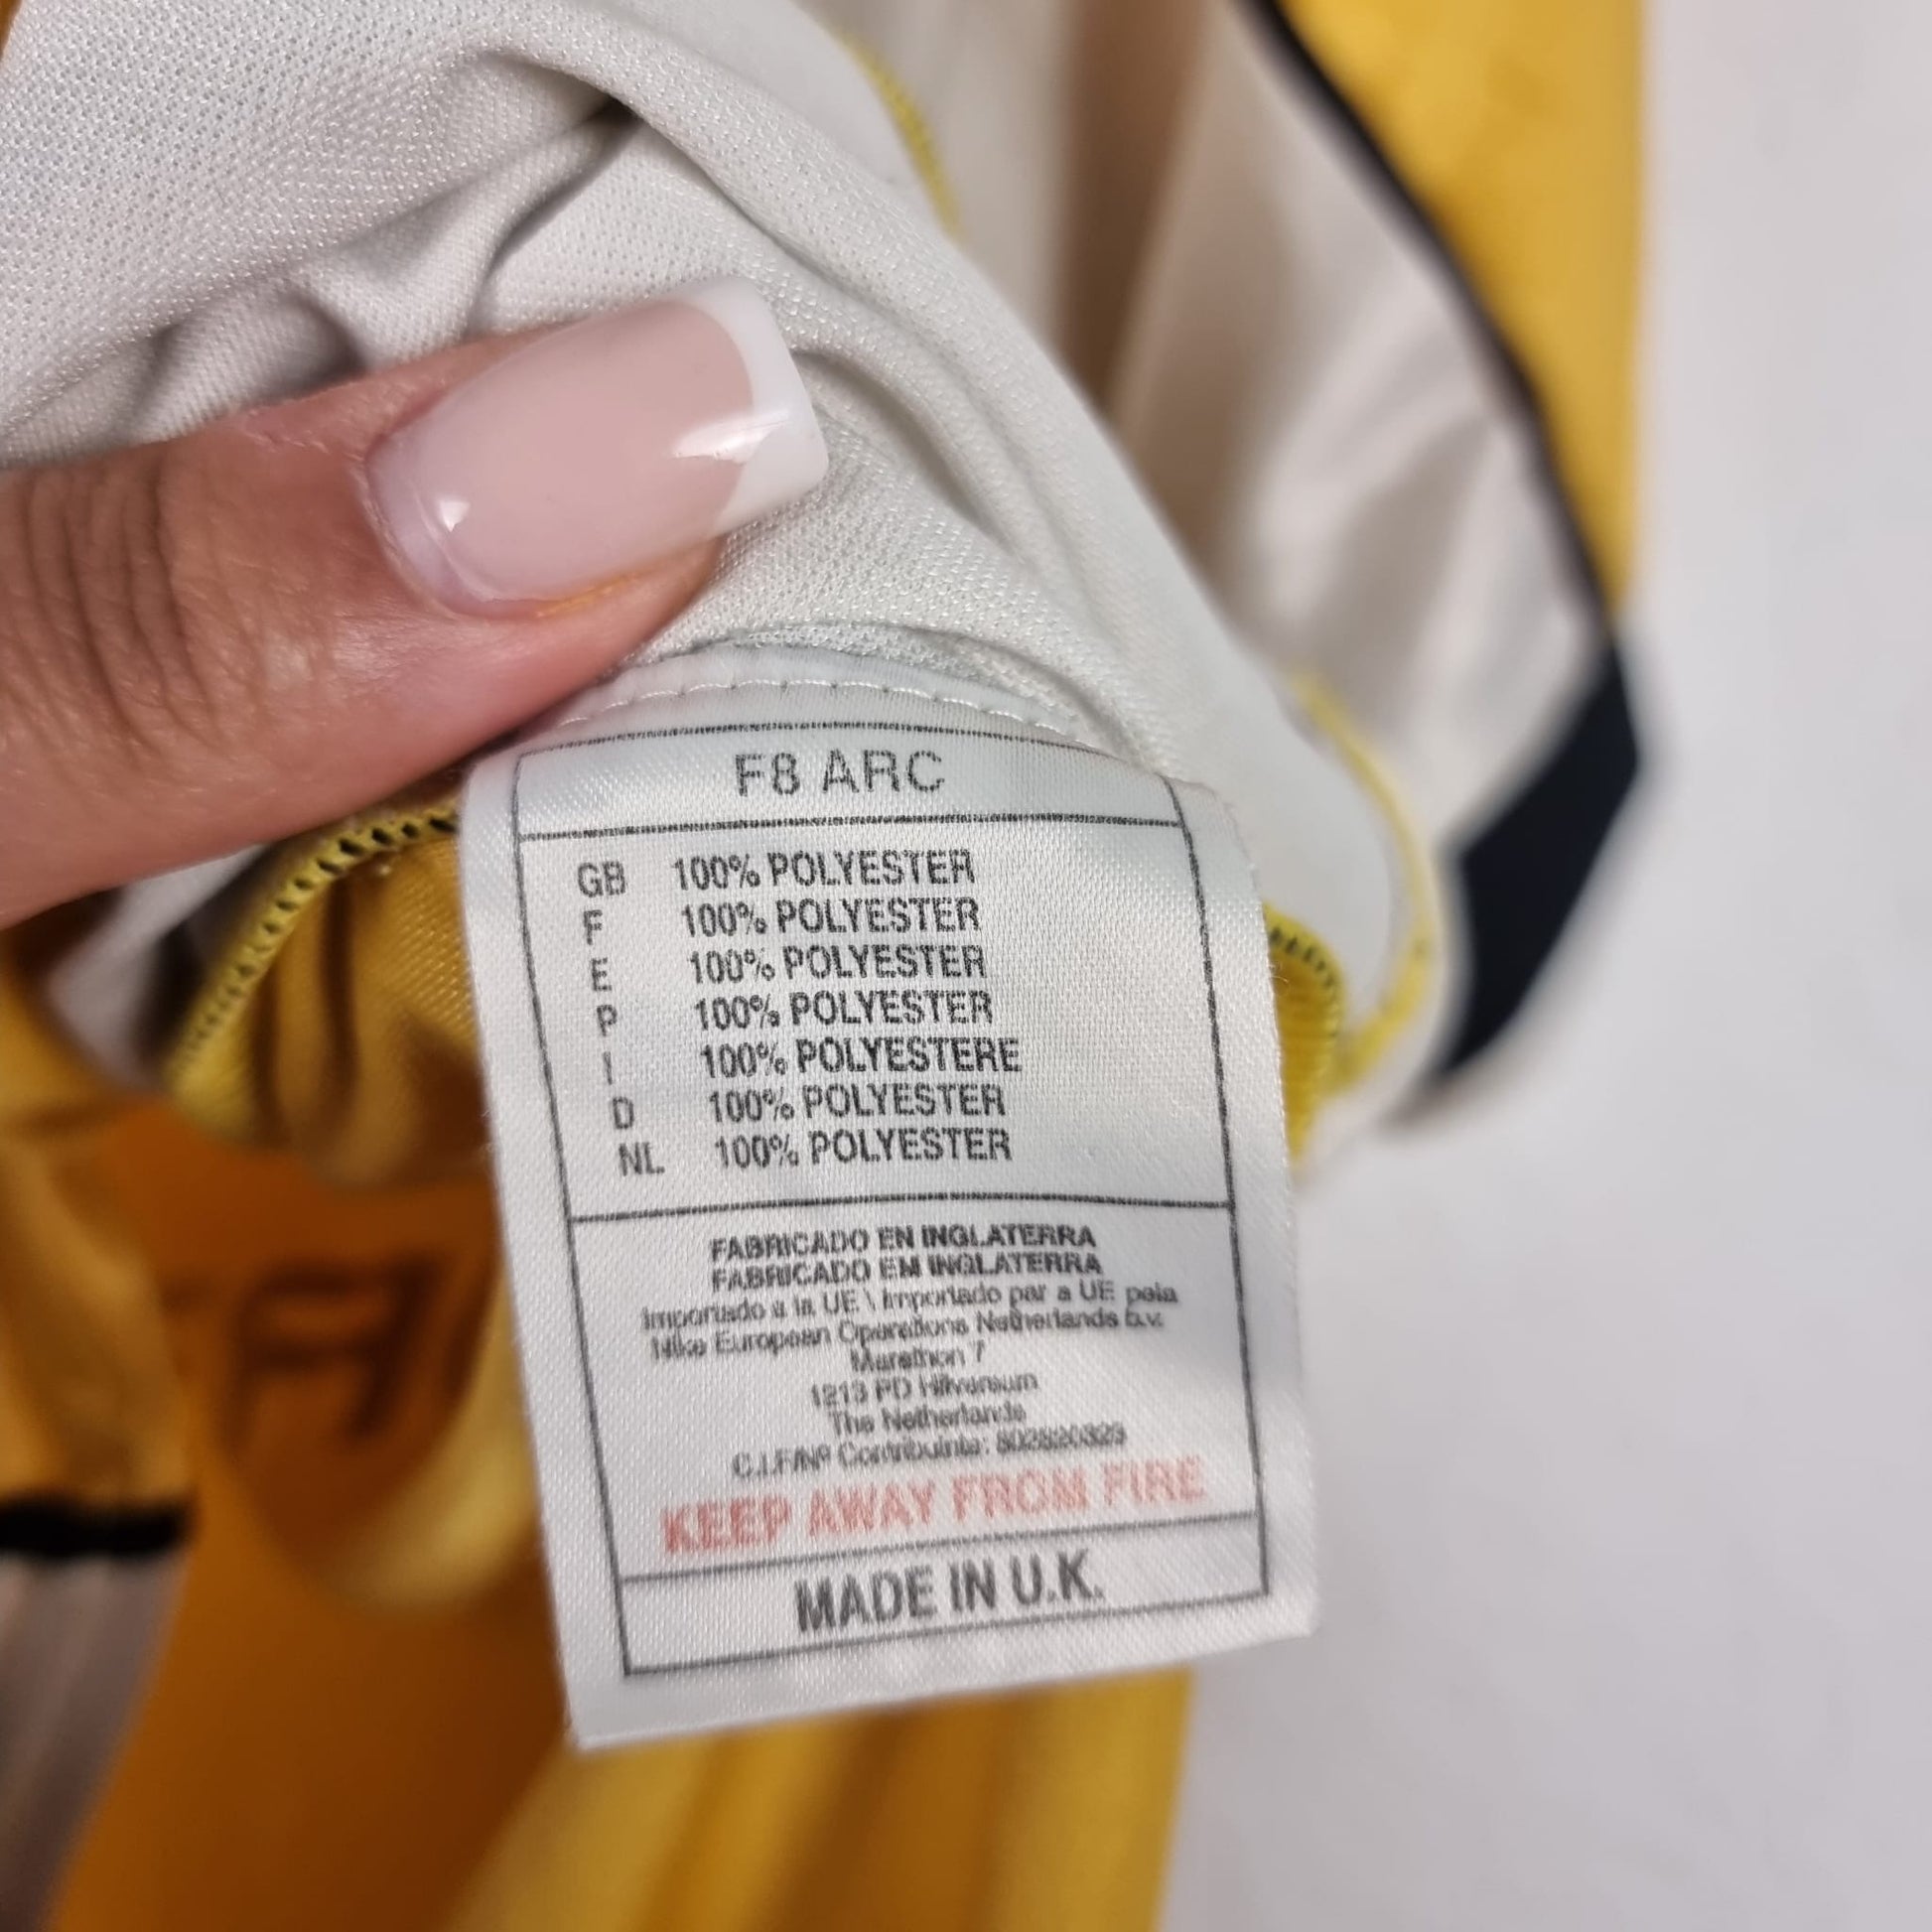 F8 ARC
GB 100% POLYESTER
F 100% POLYESTER
E 100% POLYESTER
P 100% POLYESTER
I 100% POLYESTERE
D 100% POLYESTER
NL 100% POLYESTER
FABRICADO EN INGLATERRA
FABRICADO EM INGLATERRA
Importado a la UE \ Importado par a UE pela
Nike European Operations Netherlands b.v.
Marathon 7
1213 PD Hilversum
The Netherlands
C.I.F/Nº Contribuinte:
KEEP AWAY FROM FIRE
MADE IN U.K.